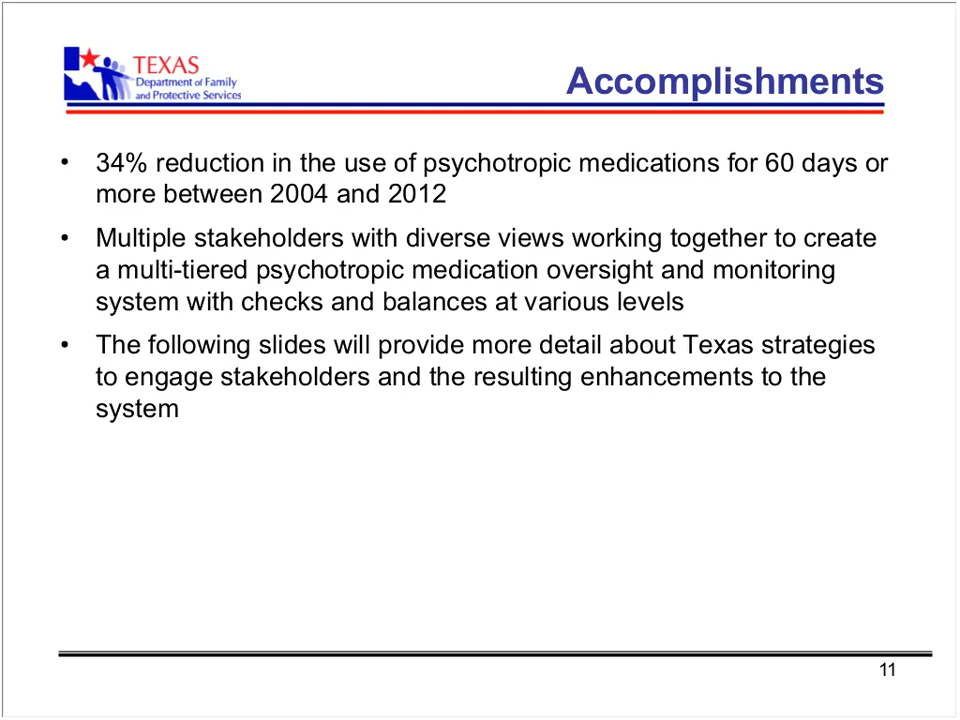 TEXAS
Department of Family
and Protective Services
Accomplishments
• 34% reduction in the use of psychotropic medications for 60 days or
more between 2004 and 2012
• Multiple stakeholders with diverse views working together to create
a multi-tiered psychotropic medication oversight and monitoring
system with checks and balances at various levels
• The following slides will provide more detail about Texas strategies
to engage stakeholders and the resulting enhancements to the
system
11